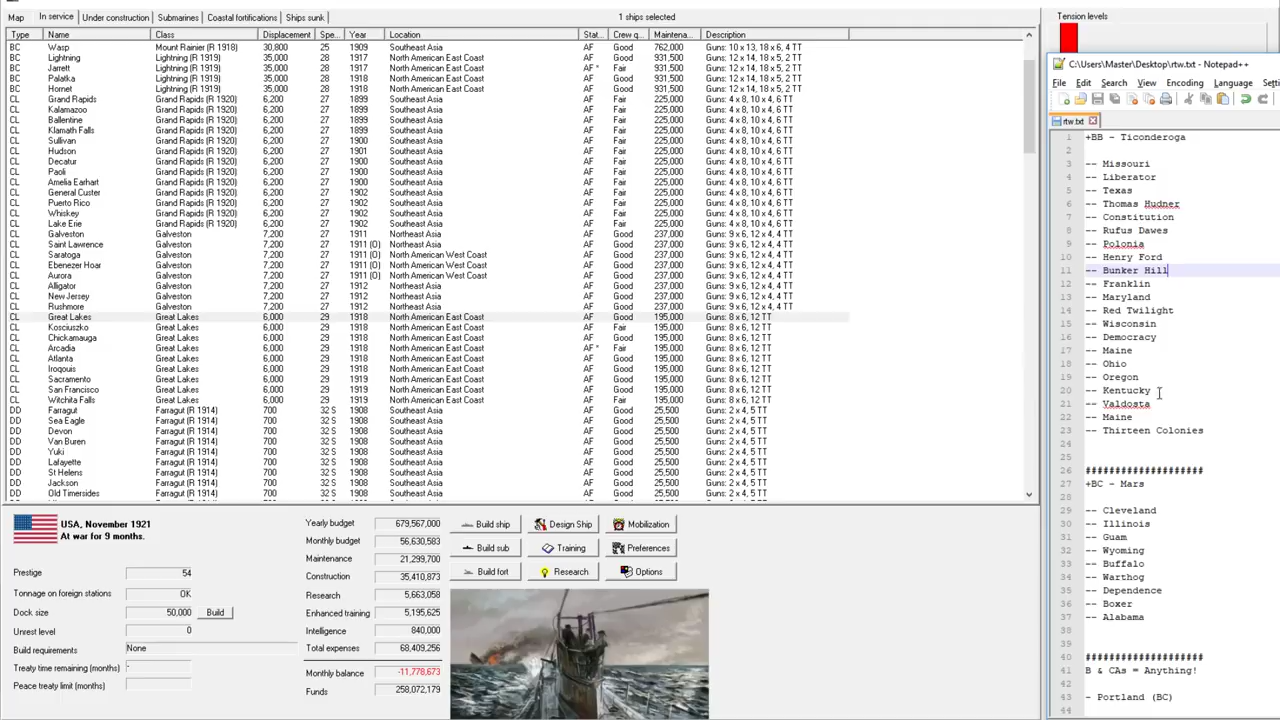 Map In service Under construction Submarines Coastal fortifications Ships sunk 1 ships selected
Type Name Class Displacement Spe... Year Location Stat... Crew q... Maintena... Description
BC Wasp Mount Rainier (R 1918) 30,800 25 1909 Southeast Asia AF Good 762,000 Guns: 10 x 13, 18 x 6, 4 TT
BC Lightning Lightning (R 1919) 35,000 28 1917 North American East Coast AF Good 931,500 Guns: 12 x 14, 18 x 5, 2 TT
BC Jarrett Lightning (R 1919) 35,000 28 1917 North American East Coast AF * Fair 931,500 Guns: 12 x 14, 18 x 5, 2 TT
BC Palatka Lightning (R 1919) 35,000 28 1918 North American East Coast AF Good 931,500 Guns: 12 x 14, 18 x 5, 2 TT
BC Hornet Lightning (R 1919) 35,000 28 1918 North American East Coast AF Good 931,500 Guns: 12 x 14, 18 x 5, 2 TT
CL Grand Rapids Grand Rapids (R 1920) 6,200 27 1899 Southeast Asia AF Fair 225,000 Guns: 4 x 8, 10 x 4, 6 TT
CL Kalamazoo Grand Rapids (R 1920) 6,200 27 1899 Southeast Asia AF Fair 225,000 Guns: 4 x 8, 10 x 4, 6 TT
CL Ballentine Grand Rapids (R 1920) 6,200 27 1899 Southeast Asia AF Fair 225,000 Guns: 4 x 8, 10 x 4, 6 TT
CL Klamath Falls Grand Rapids (R 1920) 6,200 27 1899 Southeast Asia AF Fair 225,000 Guns: 4 x 8, 10 x 4, 6 TT
CL Sullivan Grand Rapids (R 1920) 6,200 27 1900 Southeast Asia AF Fair 225,000 Guns: 4 x 8, 10 x 4, 6 TT
CL Hudson Grand Rapids (R 1920) 6,200 27 1901 Southeast Asia AF Fair 225,000 Guns: 4 x 8, 10 x 4, 6 TT
CL Decatur Grand Rapids (R 1920) 6,200 27 1900 Southeast Asia AF Fair 225,000 Guns: 4 x 8, 10 x 4, 6 TT
CL Paoli Grand Rapids (R 1920) 6,200 27 1901 Southeast Asia AF Fair 225,000 Guns: 4 x 8, 10 x 4, 6 TT
CL Amelia Earhart Grand Rapids (R 1920) 6,200 27 1901 Southeast Asia AF Fair 225,000 Guns: 4 x 8, 10 x 4, 6 TT
CL General Custer Grand Rapids (R 1920) 6,200 27 1902 Southeast Asia AF Fair 225,000 Guns: 4 x 8, 10 x 4, 6 TT
CL Puerto Rico Grand Rapids (R 1920) 6,200 27 1902 Southeast Asia AF Fair 225,000 Guns: 4 x 8, 10 x 4, 6 TT
CL Whiskey Grand Rapids (R 1920) 6,200 27 1902 Southeast Asia AF Fair 225,000 Guns: 4 x 8, 10 x 4, 6 TT
CL Lake Erie Grand Rapids (R 1920) 6,200 27 1902 Southeast Asia AF Fair 225,000 Guns: 4 x 8, 10 x 4, 6 TT
CL Galveston Galveston 7,200 27 1911 Northeast Asia AF Good 237,000 Guns: 9 x 6, 12 x 4, 6 TT
CL Saint Lawrence Galveston 7,200 27 1911 (O) Northeast Asia AF Good 237,000 Guns: 9 x 6, 12 x 4, 6 TT
CL Saratoga Galveston 7,200 27 1911 (O) North American West Coast AF Good 237,000 Guns: 9 x 6, 12 x 4, 6 TT
CL Ebenezer Hoar Galveston 7,200 27 1911 (O) North American West Coast AF Good 237,000 Guns: 9 x 6, 12 x 4, 6 TT
CL Aurora Galveston 7,200 27 1911 (O) North American West Coast AF Good 237,000 Guns: 9 x 6, 12 x 4, 6 TT
CL Alligator Galveston 7,200 27 1912 Northeast Asia AF Good 237,000 Guns: 9 x 6, 12 x 4, 6 TT
CL New Jersey Galveston 7,200 27 1912 Northeast Asia AF Good 237,000 Guns: 9 x 6, 12 x 4, 6 TT
CL Rushmore Galveston 7,200 27 1912 Northeast Asia AF Good 237,000 Guns: 9 x 6, 12 x 4, 6 TT
CL Great Lakes Great Lakes 6,000 29 1918 North American East Coast AF Good 195,000 Guns: 8 x 6, 12 TT
CL Kosciuszko Great Lakes 6,000 29 1918 North American East Coast AF Fair 195,000 Guns: 8 x 6, 12 TT
CL Chickamauga Great Lakes 6,000 29 1918 North American East Coast AF Good 195,000 Guns: 8 x 6, 12 TT
CL Arcadia Great Lakes 6,000 29 1918 North American East Coast AF * Fair 195,000 Guns: 8 x 6, 12 TT
CL Atlanta Great Lakes 6,000 29 1918 North American East Coast AF Good 195,000 Guns: 8 x 6, 12 TT
CL Iroquois Great Lakes 6,000 29 1918 North American East Coast AF Good 195,000 Guns: 8 x 6, 12 TT
CL Sacramento Great Lakes 6,000 29 1918 North American East Coast AF Good 195,000 Guns: 8 x 6, 12 TT
CL San Francisco Great Lakes 6,000 29 1919 North American East Coast AF Good 195,000 Guns: 8 x 6, 12 TT
CL Witchita Falls Great Lakes 6,000 29 1919 North American East Coast AF Fair 195,000 Guns: 8 x 6, 12 TT
DD Farragut Farragut (R 1914) 700 32 S 1908 Southeast Asia AF Good 25,500 Guns: 2 x 4, 5 TT
DD Sea Eagle Farragut (R 1914) 700 32 S 1908 Southeast Asia AF Good 25,500 Guns: 2 x 4, 5 TT
DD Devon Farragut (R 1914) 700 32 S 1908 Southeast Asia AF Good 25,500 Guns: 2 x 4, 5 TT
DD Van Buren Farragut (R 1914) 700 32 S 1908 Southeast Asia AF Good 25,500 Guns: 2 x 4, 5 TT
DD Yuki Farragut (R 1914) 700 32 S 1908 Southeast Asia AF Good 25,500 Guns: 2 x 4, 5 TT
DD Lafayette Farragut (R 1914) 700 32 S 1908 Southeast Asia AF Good 25,500 Guns: 2 x 4, 5 TT
DD St Helens Farragut (R 1914) 700 32 S 1908 Southeast Asia AF Good 25,500 Guns: 2 x 4, 5 TT
DD Old Timersides Farragut (R 1914) 700 32 S 1908 Southeast Asia AF Good 25,500 Guns: 2 x 4, 5 TT
USA, November 1921
At war for 9 months.
Prestige 54
Tonnage on foreign stations OK
Dock size 50,000 Build
Unrest level 0
Build requirements None
Treaty time remaining (months) -
Peace treaty limit (months)
Yearly budget 679,567,000
Monthly budget 56,630,583
Maintenance 21,299,700
Construction 35,410,873
Research 5,663,058
Enhanced training 5,195,625
Intelligence 840,000
Total expenses 68,409,256
Monthly balance -11,778,673
Funds 258,072,179
Build ship Design Ship Mobilization
Build sub Training Preferences
Build fort Research Options
Tension levels
C:\Users\Master\Desktop\rtw.txt - Notepad++
File Edit Search View Encoding Language Setti
rtw.txt
1 +BB - Ticonderoga
2
3 -- Missouri
4 -- Liberator
5 -- Texas
6 -- Thomas Hudner
7 -- Constitution
8 -- Rufus Dawes
9 -- Polonia
10 -- Henry Ford
11 -- Bunker Hill
12 -- Franklin
13 -- Maryland
14 -- Red Twilight
15 -- Wisconsin
16 -- Democracy
17 -- Maine
18 -- Ohio
19 -- Oregon
20 -- Kentucky
21 -- Valdosta
22 -- Maine
23 -- Thirteen Colonies
24
25
26 ####################
27 +BC - Mars
28
29 -- Cleveland
30 -- Illinois
31 -- Guam
32 -- Wyoming
33 -- Buffalo
34 -- Warthog
35 -- Dependence
36 -- Boxer
37 -- Alabama
38
39
40 ####################
41 B & CAs = Anything!
42
43 - Portland (BC)
44